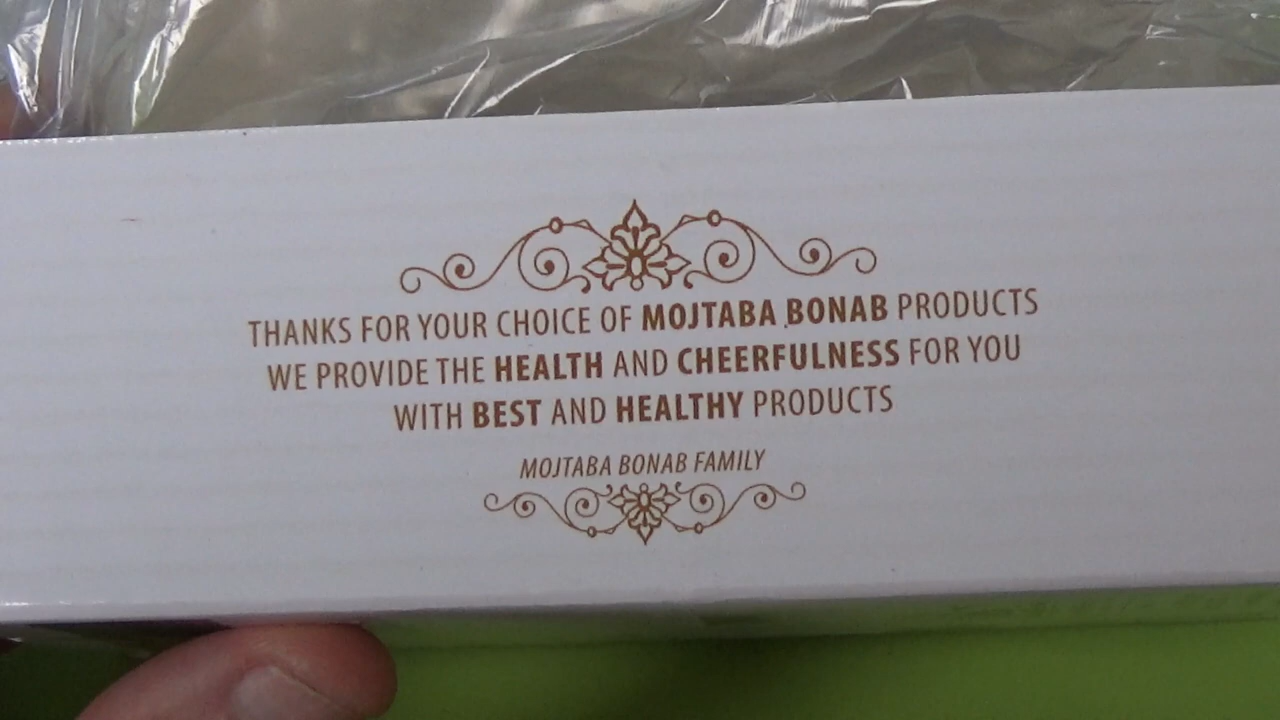 THANKS FOR YOUR CHOICE OF MOJTABA BONAB PRODUCTS
WE PROVIDE THE HEALTH AND CHEERFULNESS FOR YOU
WITH BEST AND HEALTHY PRODUCTS
MOJTABA BONAB FAMILY